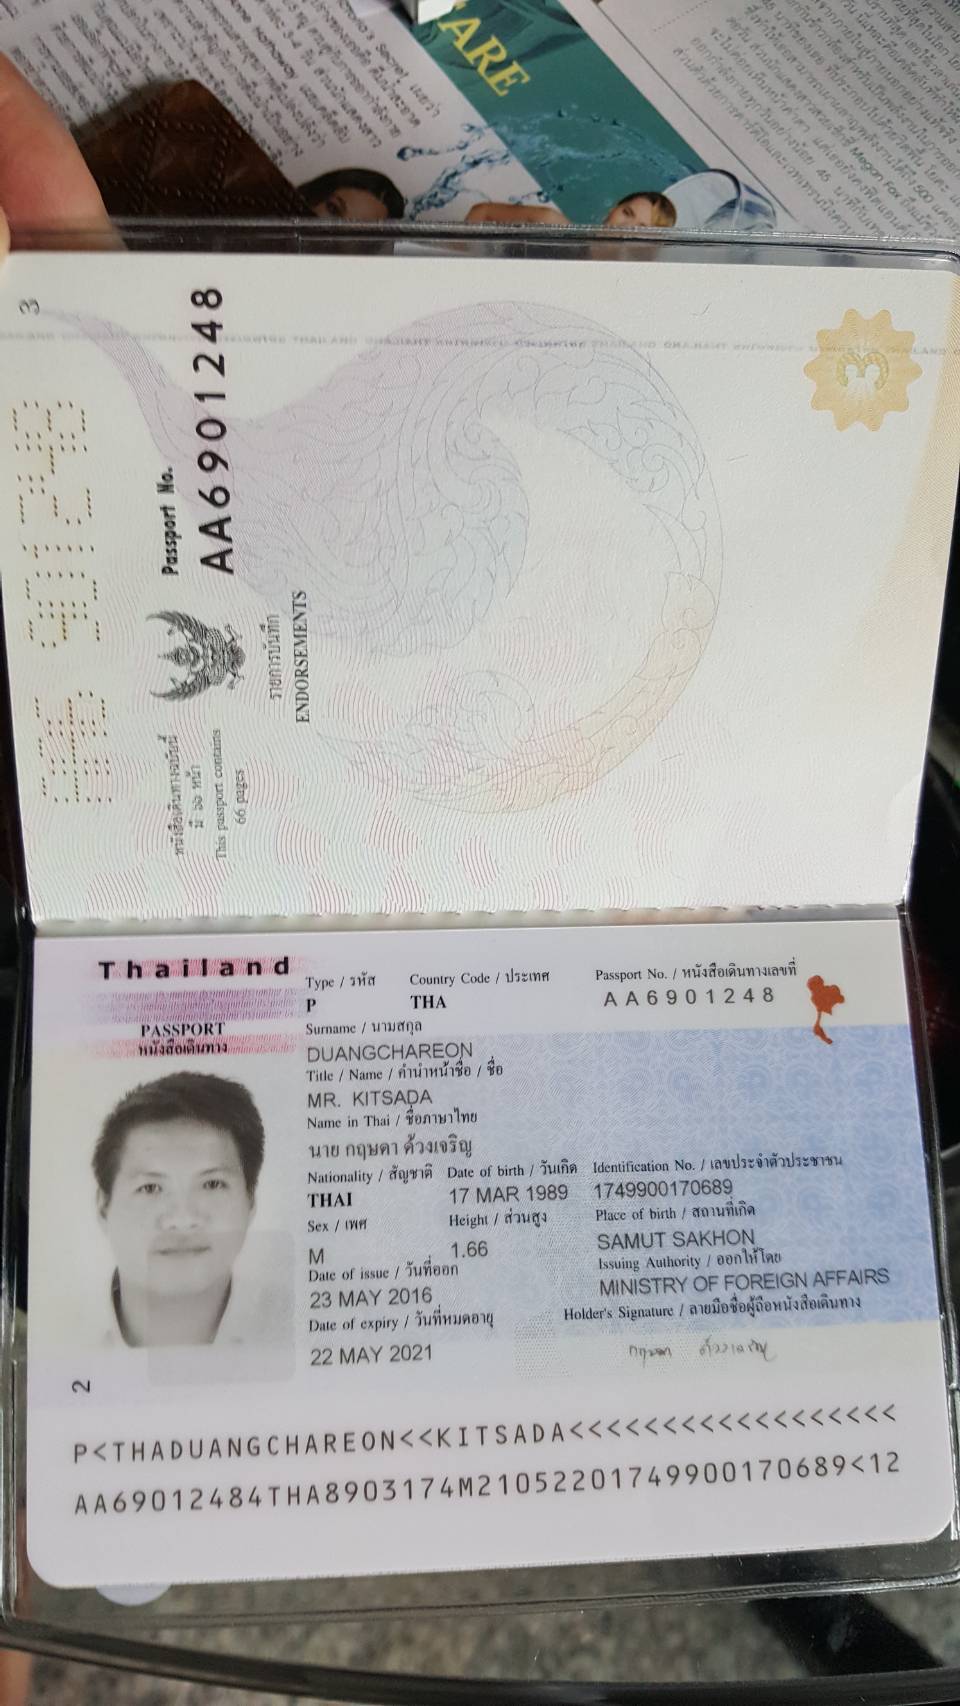 ARE
3
Passport No.
AA6901248
รายการบันทึก
ENDORSEMENTS
หนังสือเดินทางฉบับนี้
มี ๖๖ หน้า
This passport contains
66 pages
Thailand
PASSPORT
หนังสือเดินทาง
Type / รหัส Country Code / ประเทศ Passport No. / หนังสือเดินทางเลขที่
P THA AA6901248
Surname / นามสกุล
DUANGCHAREON
Title / Name / คำนำหน้าชื่อ / ชื่อ
MR. KITSADA
Name in Thai / ชื่อภาษาไทย
นาย กฤษดา ด้วงเจริญ
Nationality / สัญชาติ Date of birth / วันเกิด Identification No. / เลขประจำตัวประชาชน
THAI 17 MAR 1989 1749900170689
Sex / เพศ Height / ส่วนสูง Place of birth / สถานที่เกิด
M 1.66 SAMUT SAKHON
Date of issue / วันที่ออก Issuing Authority / ออกให้โดย
23 MAY 2016 MINISTRY OF FOREIGN AFFAIRS
Date of expiry / วันที่หมดอายุ Holder's Signature / ลายมือชื่อผู้ถือหนังสือเดินทาง
22 MAY 2021 กฤษดา ด้วงเจริญ
2
P<THADUANGCHAREON<<KITSADA<<<<<<<<<<<<<<<<<<
AA69012484THA8903174M21052201749900170689<12